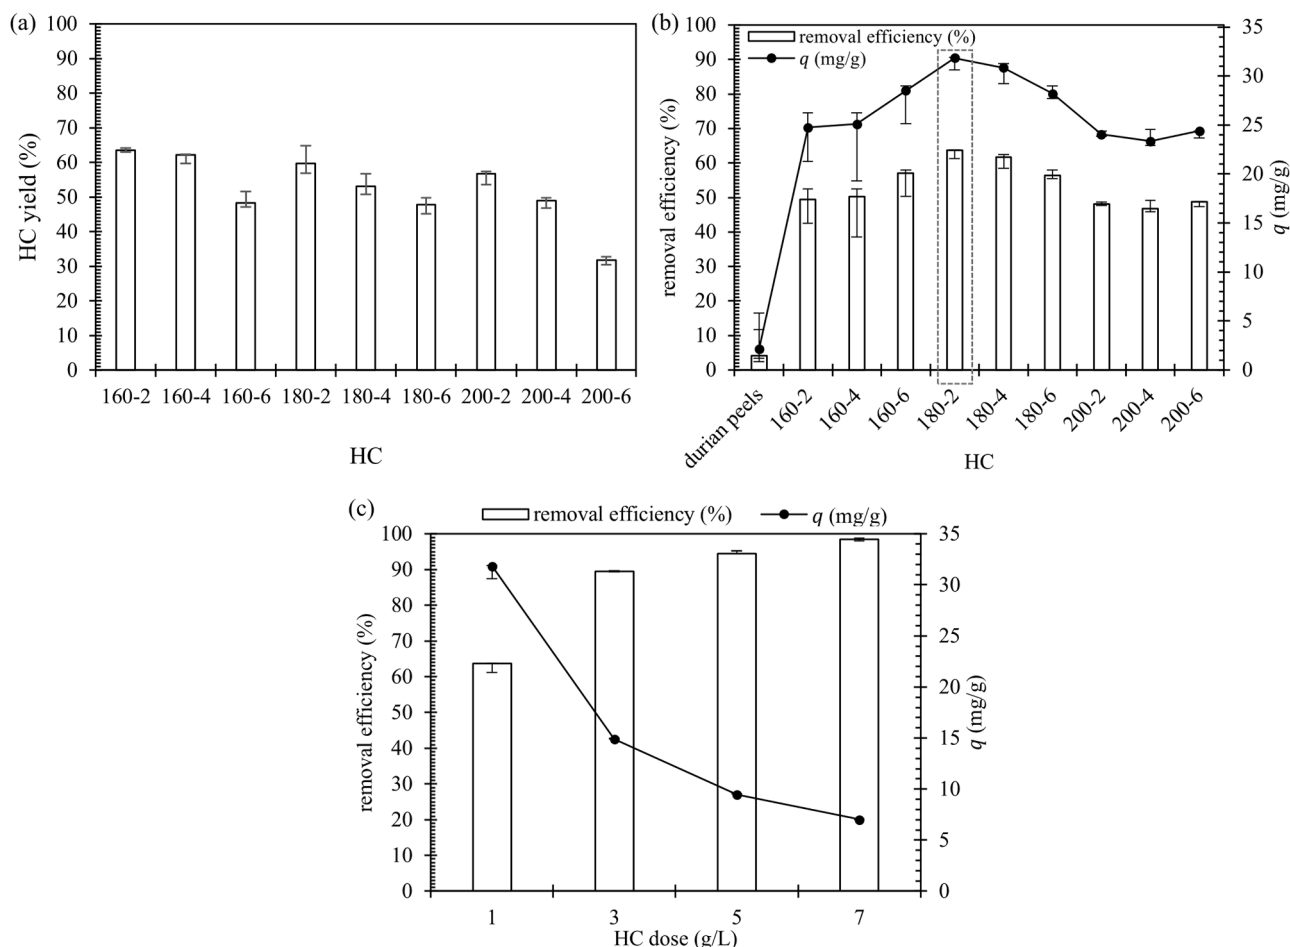 (a)
100
90
80
70
60
50
40
30
20
10
0
HC yield (%)
160-2 160-4 160-6 180-2 180-4 180-6 200-2 200-4 200-6
HC
(b)
removal efficiency (%)
q (mg/g)
100
90
80
70
60
50
40
30
20
10
0
removal efficiency (%)
35
30
25
20
15
10
5
0
q (mg/g)
durian peels 160-2 160-4 160-6 180-2 180-4 180-6 200-2 200-4 200-6
HC
(c)
removal efficiency (%) q (mg/g)
100
90
80
70
60
50
40
30
20
10
0
removal efficiency (%)
35
30
25
20
15
10
5
0
q (mg/g)
1 3 5 7
HC dose (g/L)